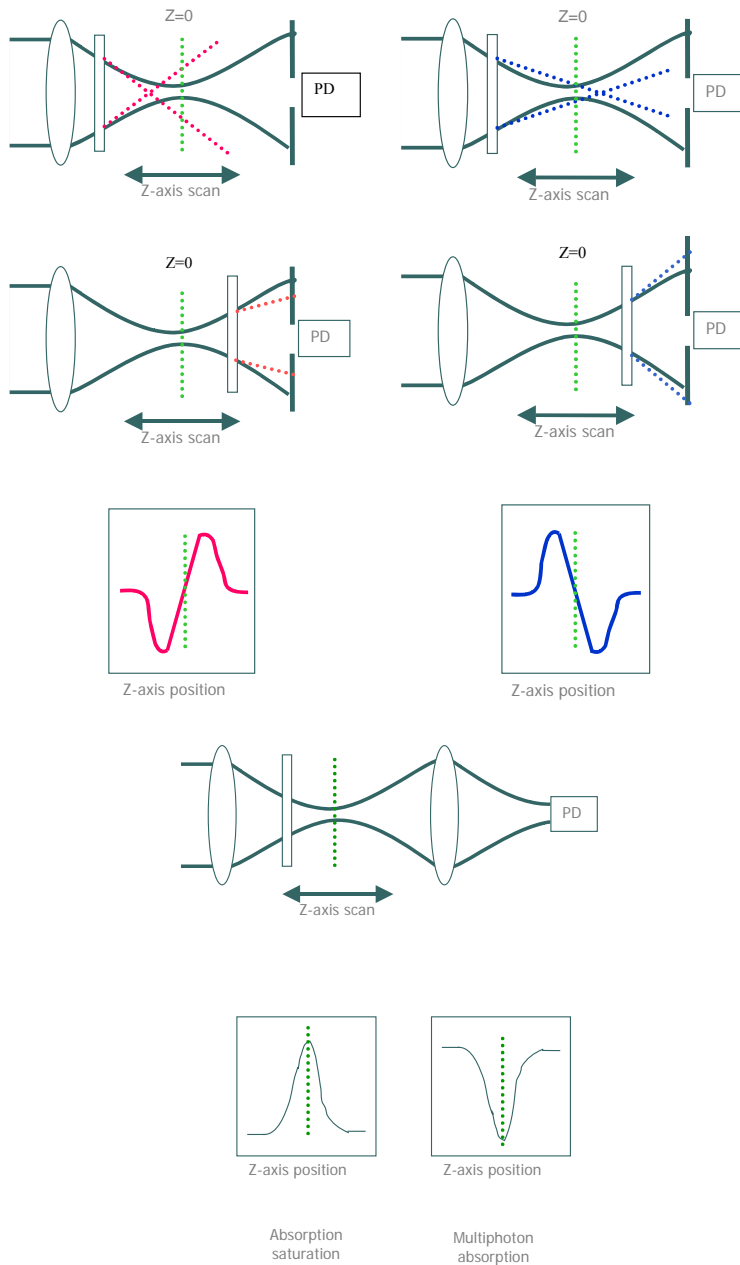 Z=0
Z=0
PD
PD
Z-axis scan
Z-axis scan
Z=0
Z=0
PD
PD
Z-axis scan
Z-axis scan
Z-axis position
Z-axis position
PD
Z-axis scan
Z-axis position
Z-axis position
Absorption
saturation
Multiphoton
absorption